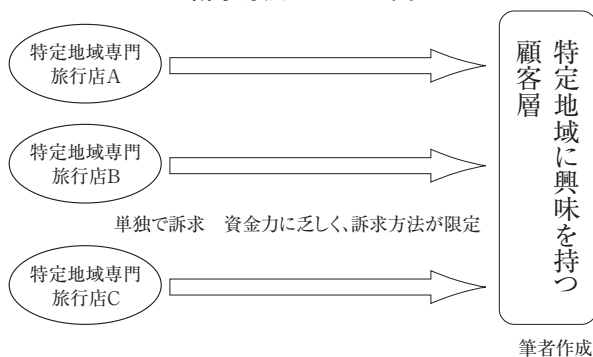 特定地域専門
旅行店A
特定地域専門
旅行店B
単独で訴求　資金力に乏しく、訴求方法が限定
特定地域専門
旅行店C
特定地域に興味を持つ
顧客層
筆者作成